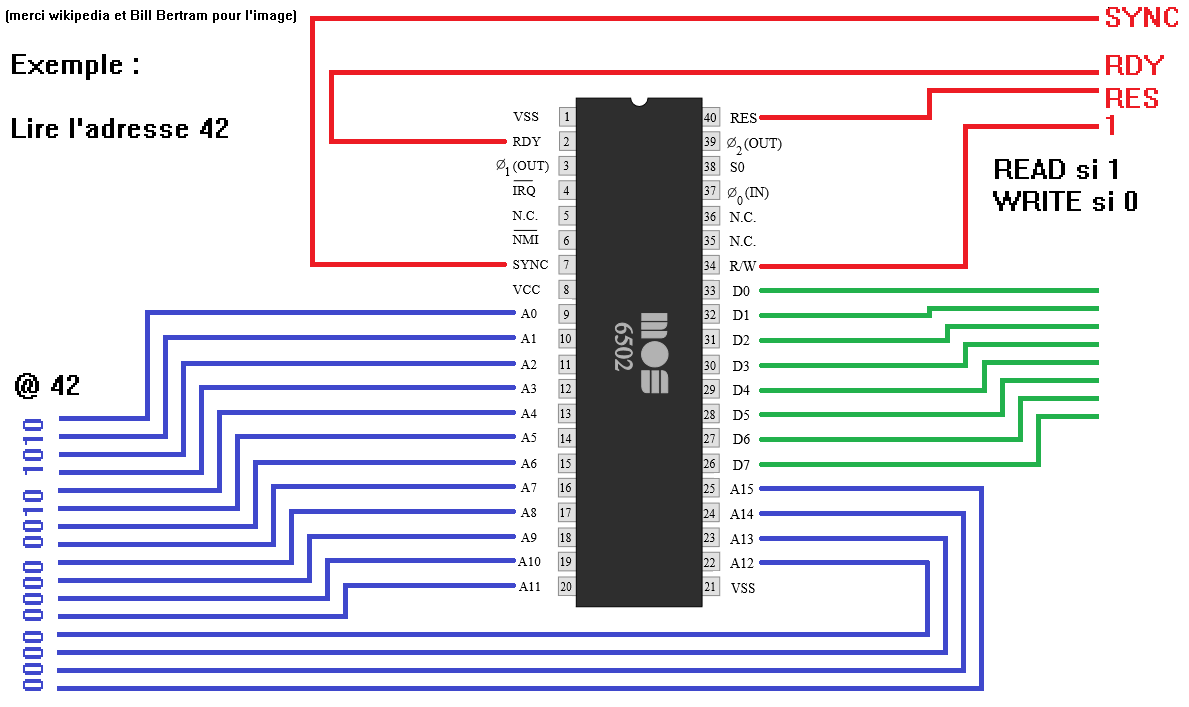 (merci wikipedia et Bill Bertram pour l'image)
SYNC
Exemple :
RDY
RES
Lire l'adresse 42
1
READ si 1
WRITE si 0
VSS 1
RDY 2
Ø1(OUT) 3
IRQ 4
N.C. 5
NMI 6
SYNC 7
VCC 8
A0 9
A1 10
A2 11
A3 12
A4 13
A5 14
A6 15
A7 16
A8 17
A9 18
A10 19
A11 20
MOS
6502
40 RES
39 Ø2(OUT)
38 S0
37 Ø0(IN)
36 N.C.
35 N.C.
34 R/W
33 D0
32 D1
31 D2
30 D3
29 D4
28 D5
27 D6
26 D7
25 A15
24 A14
23 A13
22 A12
21 VSS
@ 42
0000 0000 0010 1010